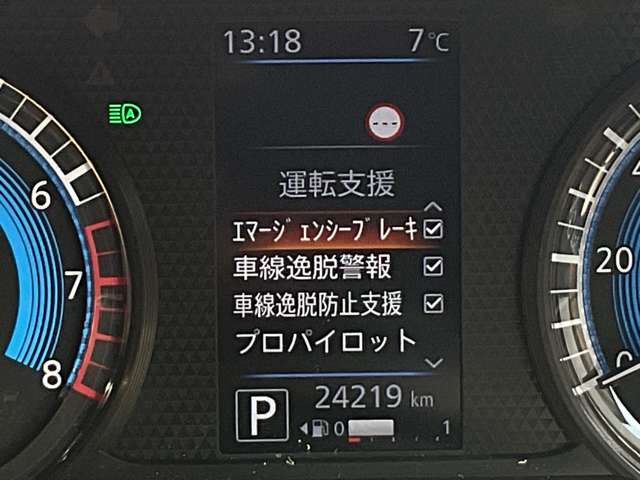 13:18 7℃
A
---
運転支援
ｴﾏｰｼﾞｪﾝｼｰﾌﾞﾚｰｷ
車線逸脱警報
車線逸脱防止支援
プロパイロット
P 24219 km
0 1
6
7
8
4
20
0